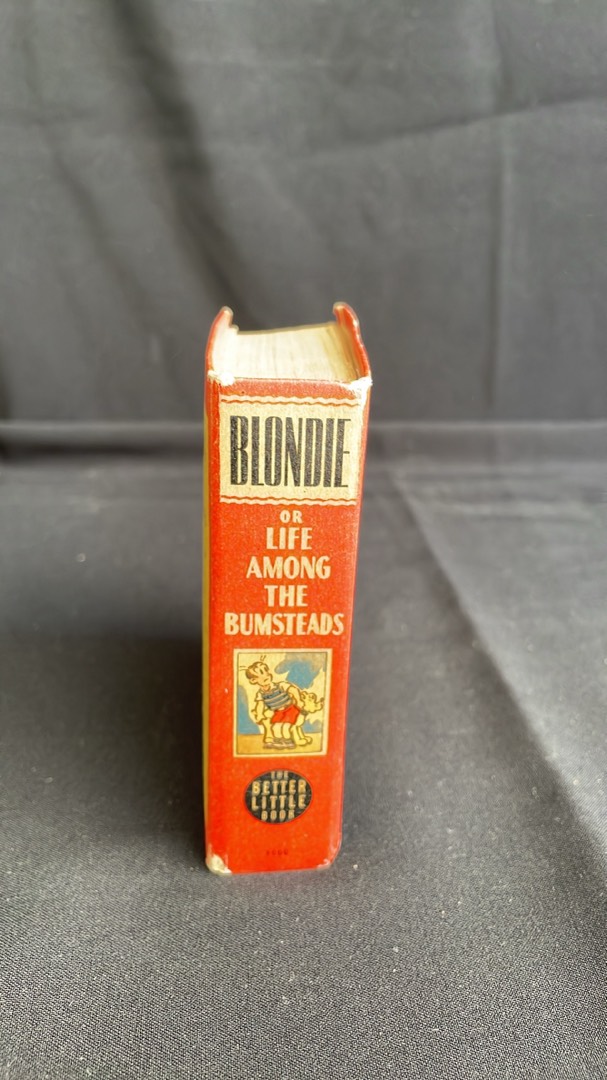 BLONDIE
OR
LIFE
AMONG
THE
BUMSTEADS
THE
BETTER
LITTLE
BOOK